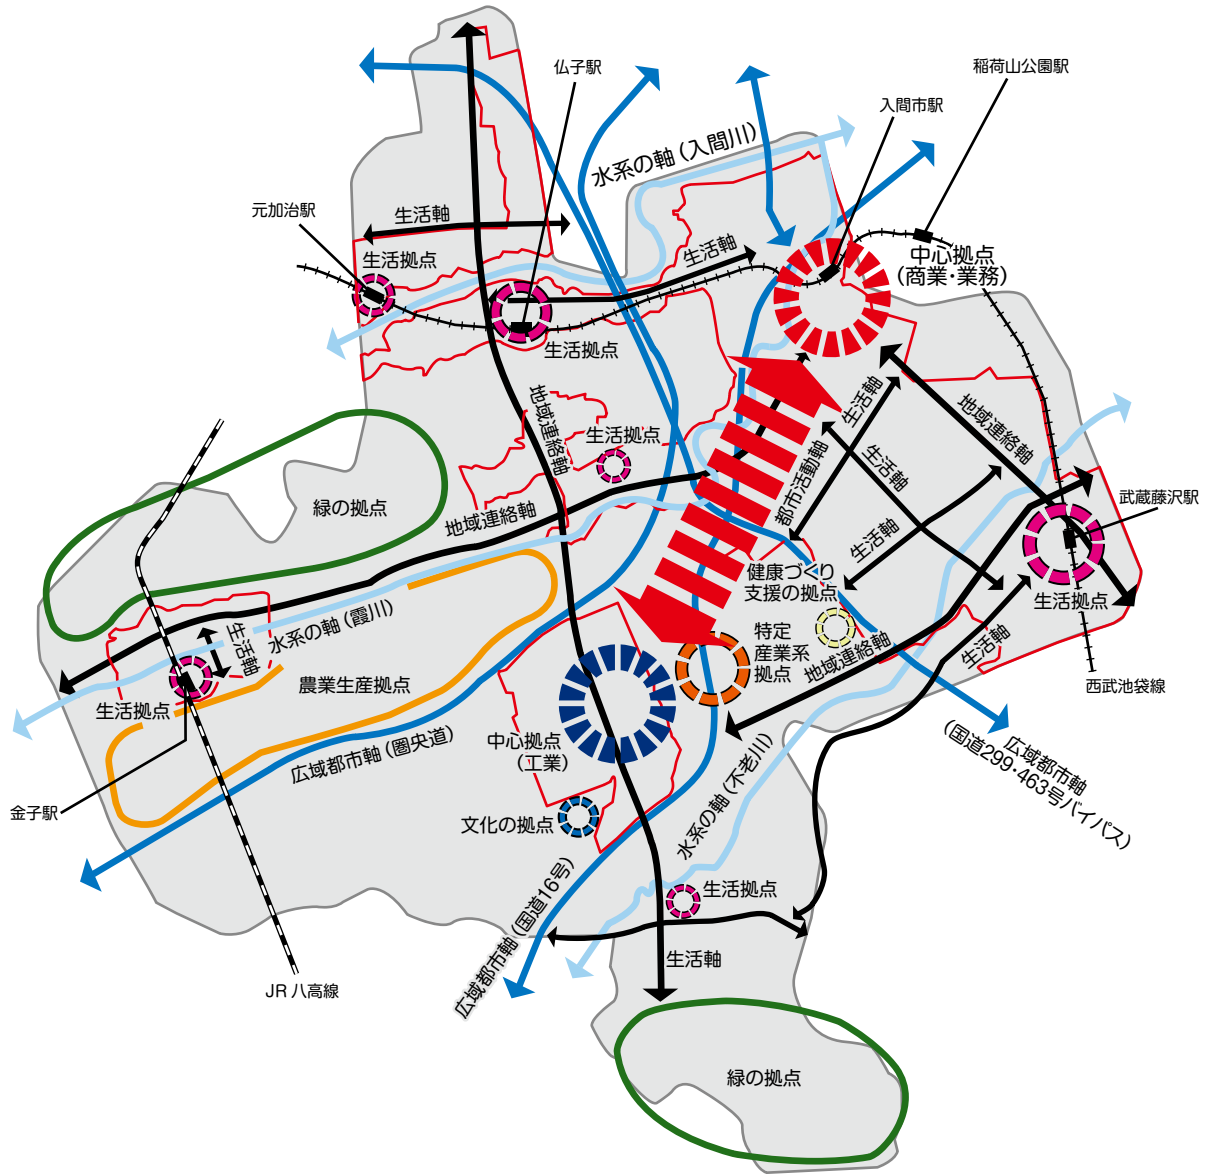 仏子駅
稲荷山公園駅
入間市駅
水系の軸（入間川）
元加治駅
生活軸
生活拠点
生活軸
中心拠点
（商業・業務）
生活拠点
地域連絡軸
生活拠点
生活軸
地域連絡軸
都市活動軸
生活軸
緑の拠点
地域連絡軸
武蔵藤沢駅
生活軸
健康づくり
支援の拠点
生活拠点
水系の軸（霞川）
生活軸
特定
産業系
拠点
地域連絡軸
生活軸
農業生産拠点
西武池袋線
生活拠点
広域都市軸（圏央道）
中心拠点
（工業）
水系の軸（不老川）
広域都市軸
（国道299・463号バイパス）
金子駅
文化の拠点
生活拠点
広域都市軸（国道16号）
生活軸
JR 八高線
緑の拠点